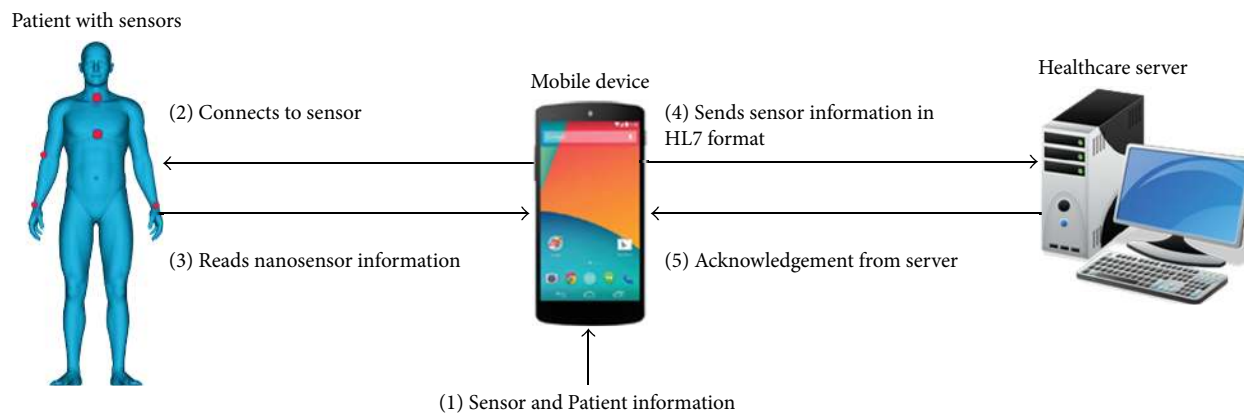 Patient with sensors
Mobile device
Healthcare server
(2) Connects to sensor
(4) Sends sensor information in
HL7 format
(3) Reads nanosensor information
(5) Acknowledgement from server
(1) Sensor and Patient information